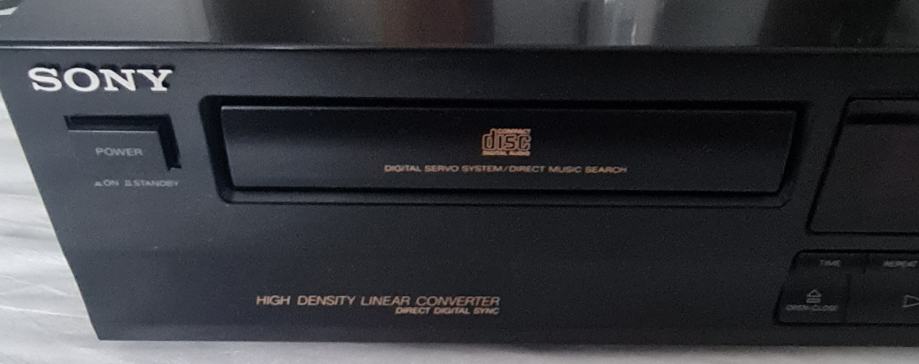 SONY
POWER
ON STANDBY
COMPACT
disc
DIGITAL AUDIO
DIGITAL SERVO SYSTEM/DIRECT MUSIC SEARCH
TIME REPEAT
OPEN/CLOSE
HIGH DENSITY LINEAR CONVERTER
DIRECT DIGITAL SYNC